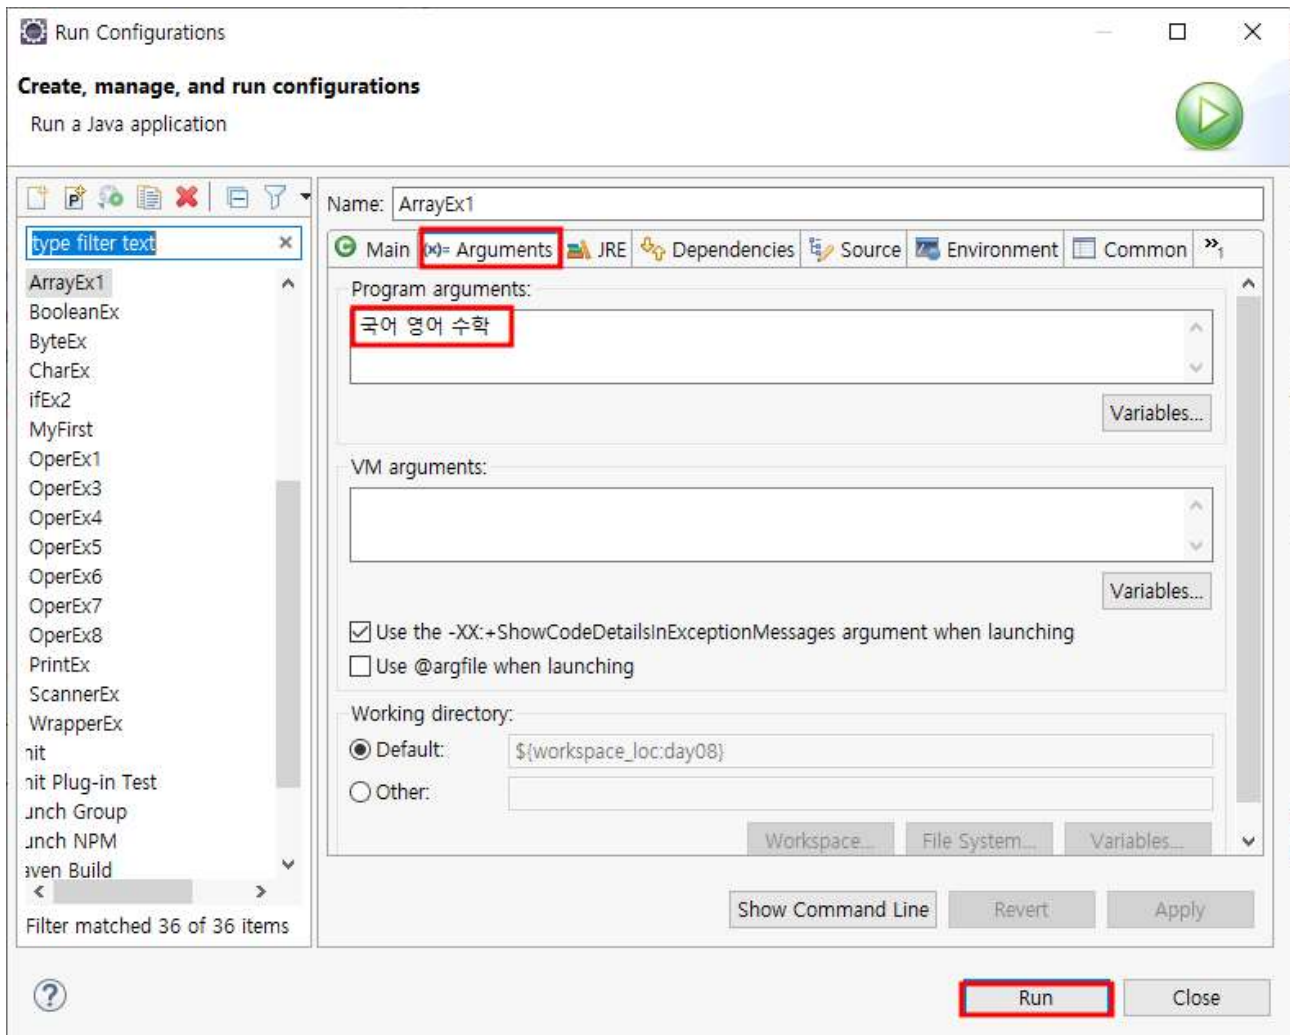 Run Configurations
Create, manage, and run configurations
Run a Java application
type filter text
ArrayEx1
BooleanEx
ByteEx
CharEx
ifEx2
MyFirst
OperEx1
OperEx3
OperEx4
OperEx5
OperEx6
OperEx7
OperEx8
PrintEx
ScannerEx
WrapperEx
nit
nit Plug-in Test
unch Group
unch NPM
aven Build
Filter matched 36 of 36 items
Name: ArrayEx1
Main (x)= Arguments JRE Dependencies Source Environment Common »1
Program arguments:
국어 영어 수학
Variables...
VM arguments:
Variables...
Use the -XX:+ShowCodeDetailsInExceptionMessages argument when launching
Use @argfile when launching
Working directory:
Default: ${workspace_loc:day08}
Other:
Workspace... File System... Variables...
Show Command Line Revert Apply
Run Close